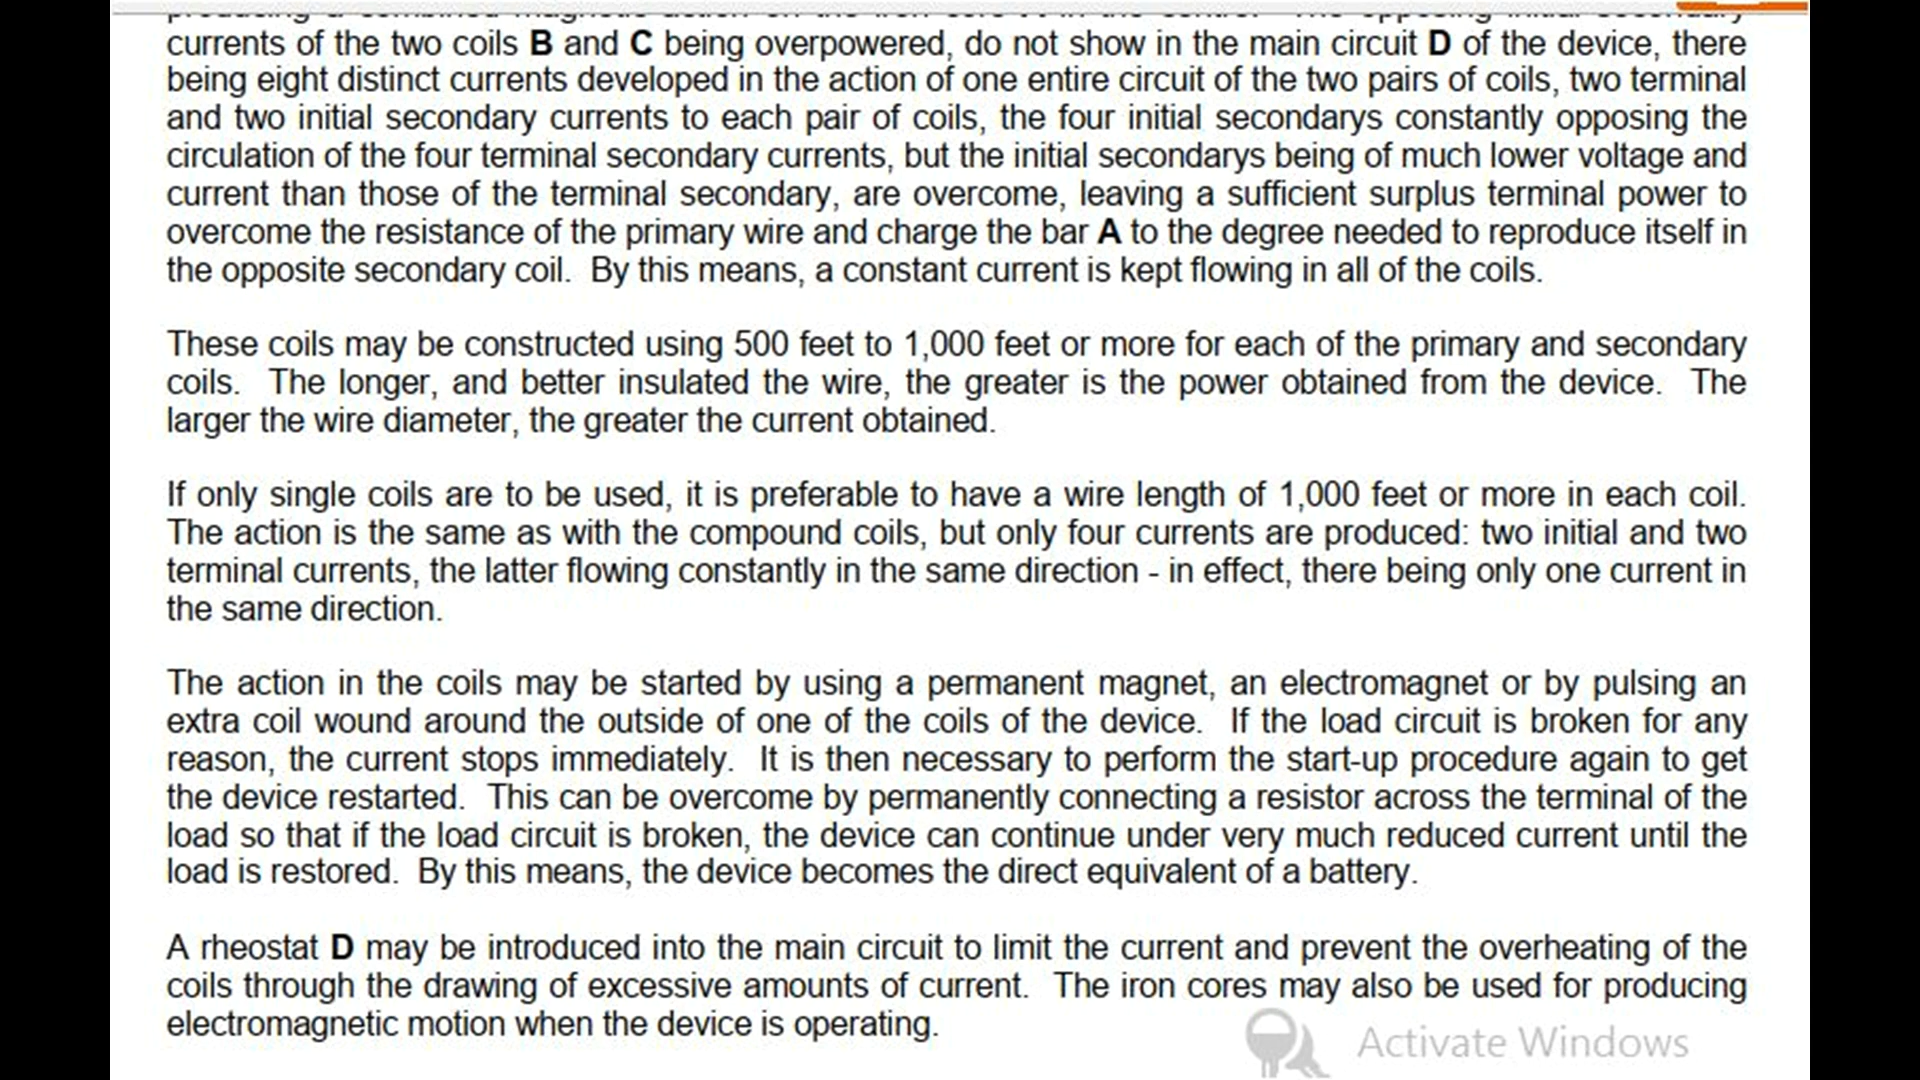 currents of the two coils B and C being overpowered, do not show in the main circuit D of the device, there
being eight distinct currents developed in the action of one entire circuit of the two pairs of coils, two terminal
and two initial secondary currents to each pair of coils, the four initial secondarys constantly opposing the
circulation of the four terminal secondary currents, but the initial secondarys being of much lower voltage and
current than those of the terminal secondary, are overcome, leaving a sufficient surplus terminal power to
overcome the resistance of the primary wire and charge the bar A to the degree needed to reproduce itself in
the opposite secondary coil. By this means, a constant current is kept flowing in all of the coils.
These coils may be constructed using 500 feet to 1,000 feet or more for each of the primary and secondary
coils. The longer, and better insulated the wire, the greater is the power obtained from the device. The
larger the wire diameter, the greater the current obtained.
If only single coils are to be used, it is preferable to have a wire length of 1,000 feet or more in each coil.
The action is the same as with the compound coils, but only four currents are produced: two initial and two
terminal currents, the latter flowing constantly in the same direction - in effect, there being only one current in
the same direction.
The action in the coils may be started by using a permanent magnet, an electromagnet or by pulsing an
extra coil wound around the outside of one of the coils of the device. If the load circuit is broken for any
reason, the current stops immediately. It is then necessary to perform the start-up procedure again to get
the device restarted. This can be overcome by permanently connecting a resistor across the terminal of the
load so that if the load circuit is broken, the device can continue under very much reduced current until the
load is restored. By this means, the device becomes the direct equivalent of a battery.
A rheostat D may be introduced into the main circuit to limit the current and prevent the overheating of the
coils through the drawing of excessive amounts of current. The iron cores may also be used for producing
electromagnetic motion when the device is operating.
Activate Windows